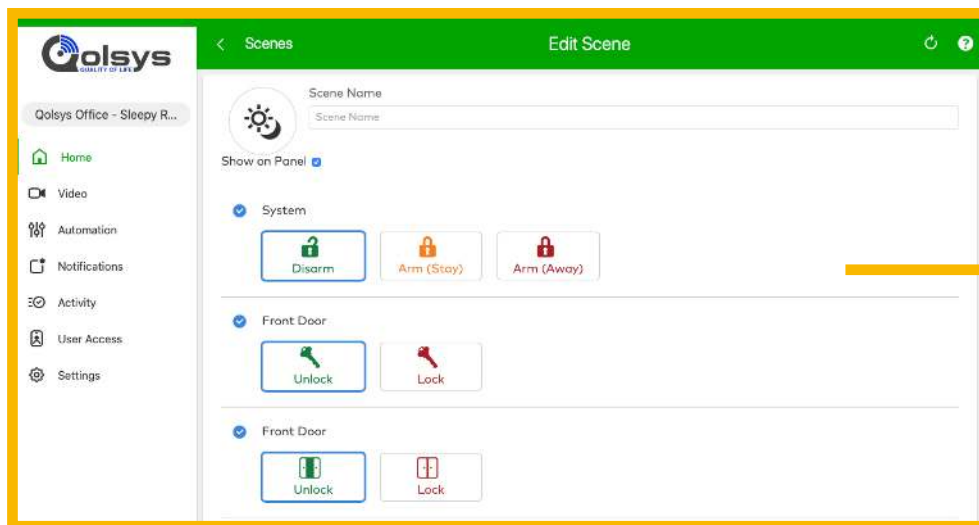 Qolsys
QUALITY OF LIFE
Qolsys Office - Sleepy R...
Home
Video
Automation
Notifications
Activity
User Access
Settings
Scenes
Edit Scene
Scene Name
Scene Name
Show on Panel
System
Disarm
Arm (Stay)
Arm (Away)
Front Door
Unlock
Lock
Front Door
Unlock
Lock